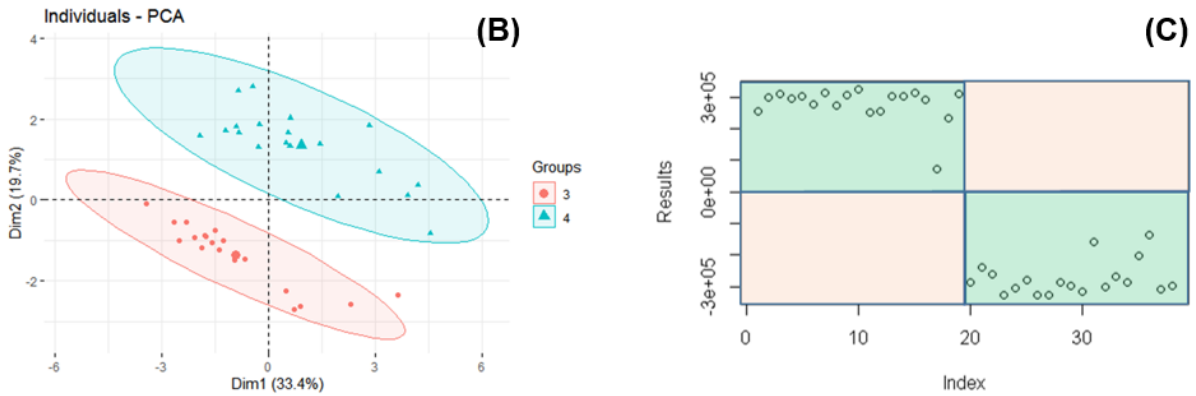 Individuals - PCA
(B)
4
2
0
-2
Dim2 (19.7%)
-6
-3
0
3
6
Dim1 (33.4%)
Groups
3
4
(C)
3e+05
0e+00
-3e+05
Results
0
10
20
30
Index